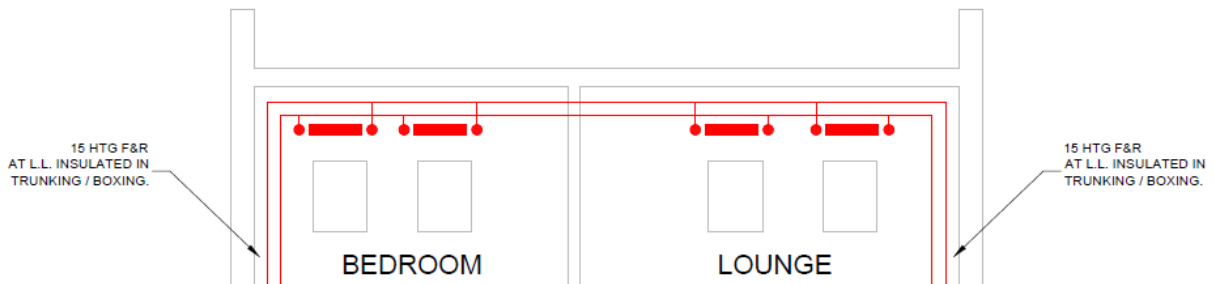 15 HTG F&R
AT L.L. INSULATED IN
TRUNKING / BOXING.
15 HTG F&R
AT L.L. INSULATED IN
TRUNKING / BOXING.
BEDROOM
LOUNGE